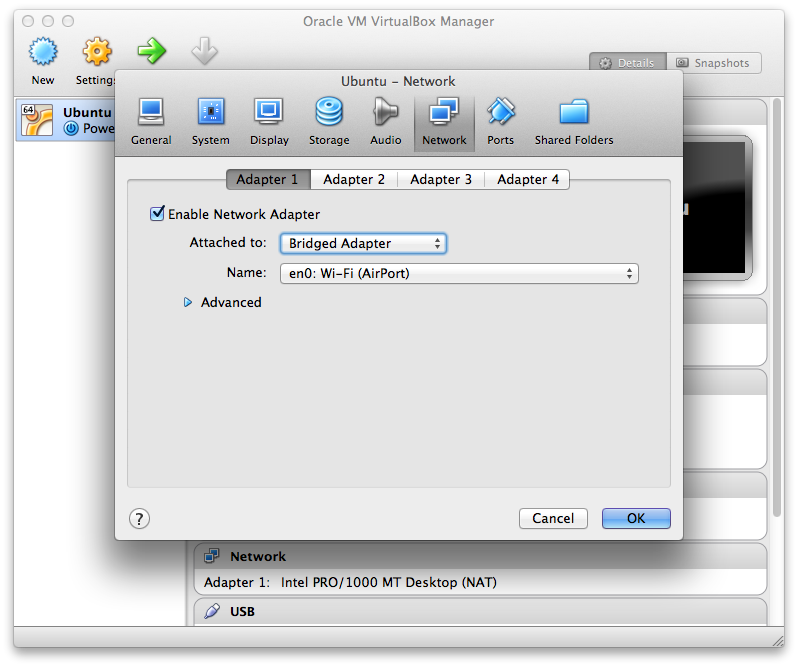 Oracle VM VirtualBox Manager
New
Settings
Details
Snapshots
64
Ubuntu
Powe
Ubuntu – Network
General
System
Display
Storage
Audio
Network
Ports
Shared Folders
Adapter 1
Adapter 2
Adapter 3
Adapter 4
Enable Network Adapter
Attached to: Bridged Adapter
Name: en0: Wi-Fi (AirPort)
Advanced
?
Cancel
OK
Network
Adapter 1: Intel PRO/1000 MT Desktop (NAT)
USB